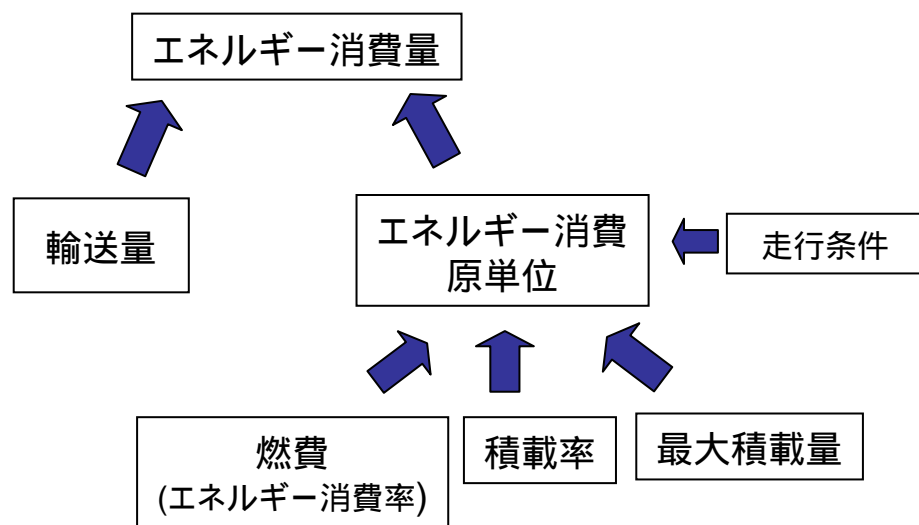 エネルギー消費量
輸送量
エネルギー消費
原単位
走行条件
燃費
(エネルギー消費率)
積載率
最大積載量